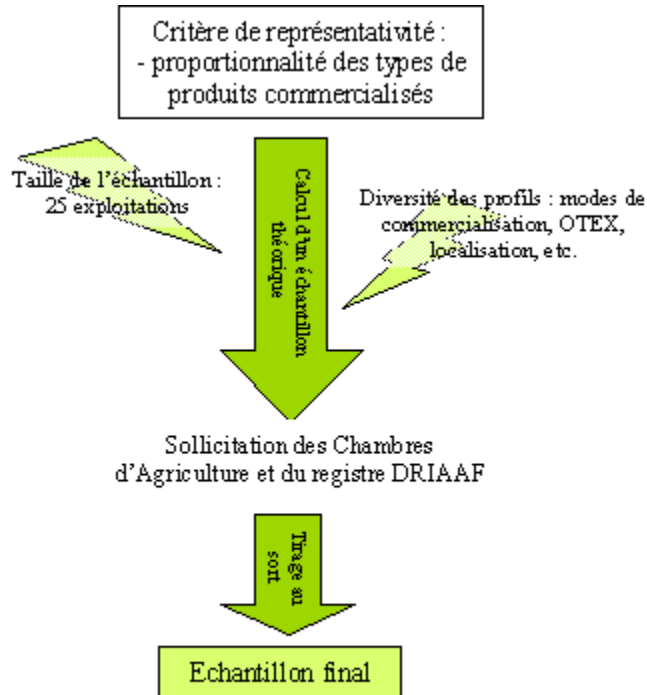 Critère de représentativité :
- proportionnalité des types de
produits commercialisés
Taille de l'échantillon :
25 exploitations
Calcul d'un échantillon
théorique
Diversité des profils : modes de
commercialisation, OTEX,
localisation, etc.
Sollicitation des Chambres
d'Agriculture et du registre DRIAAF
Tirage au
sort
Echantillon final